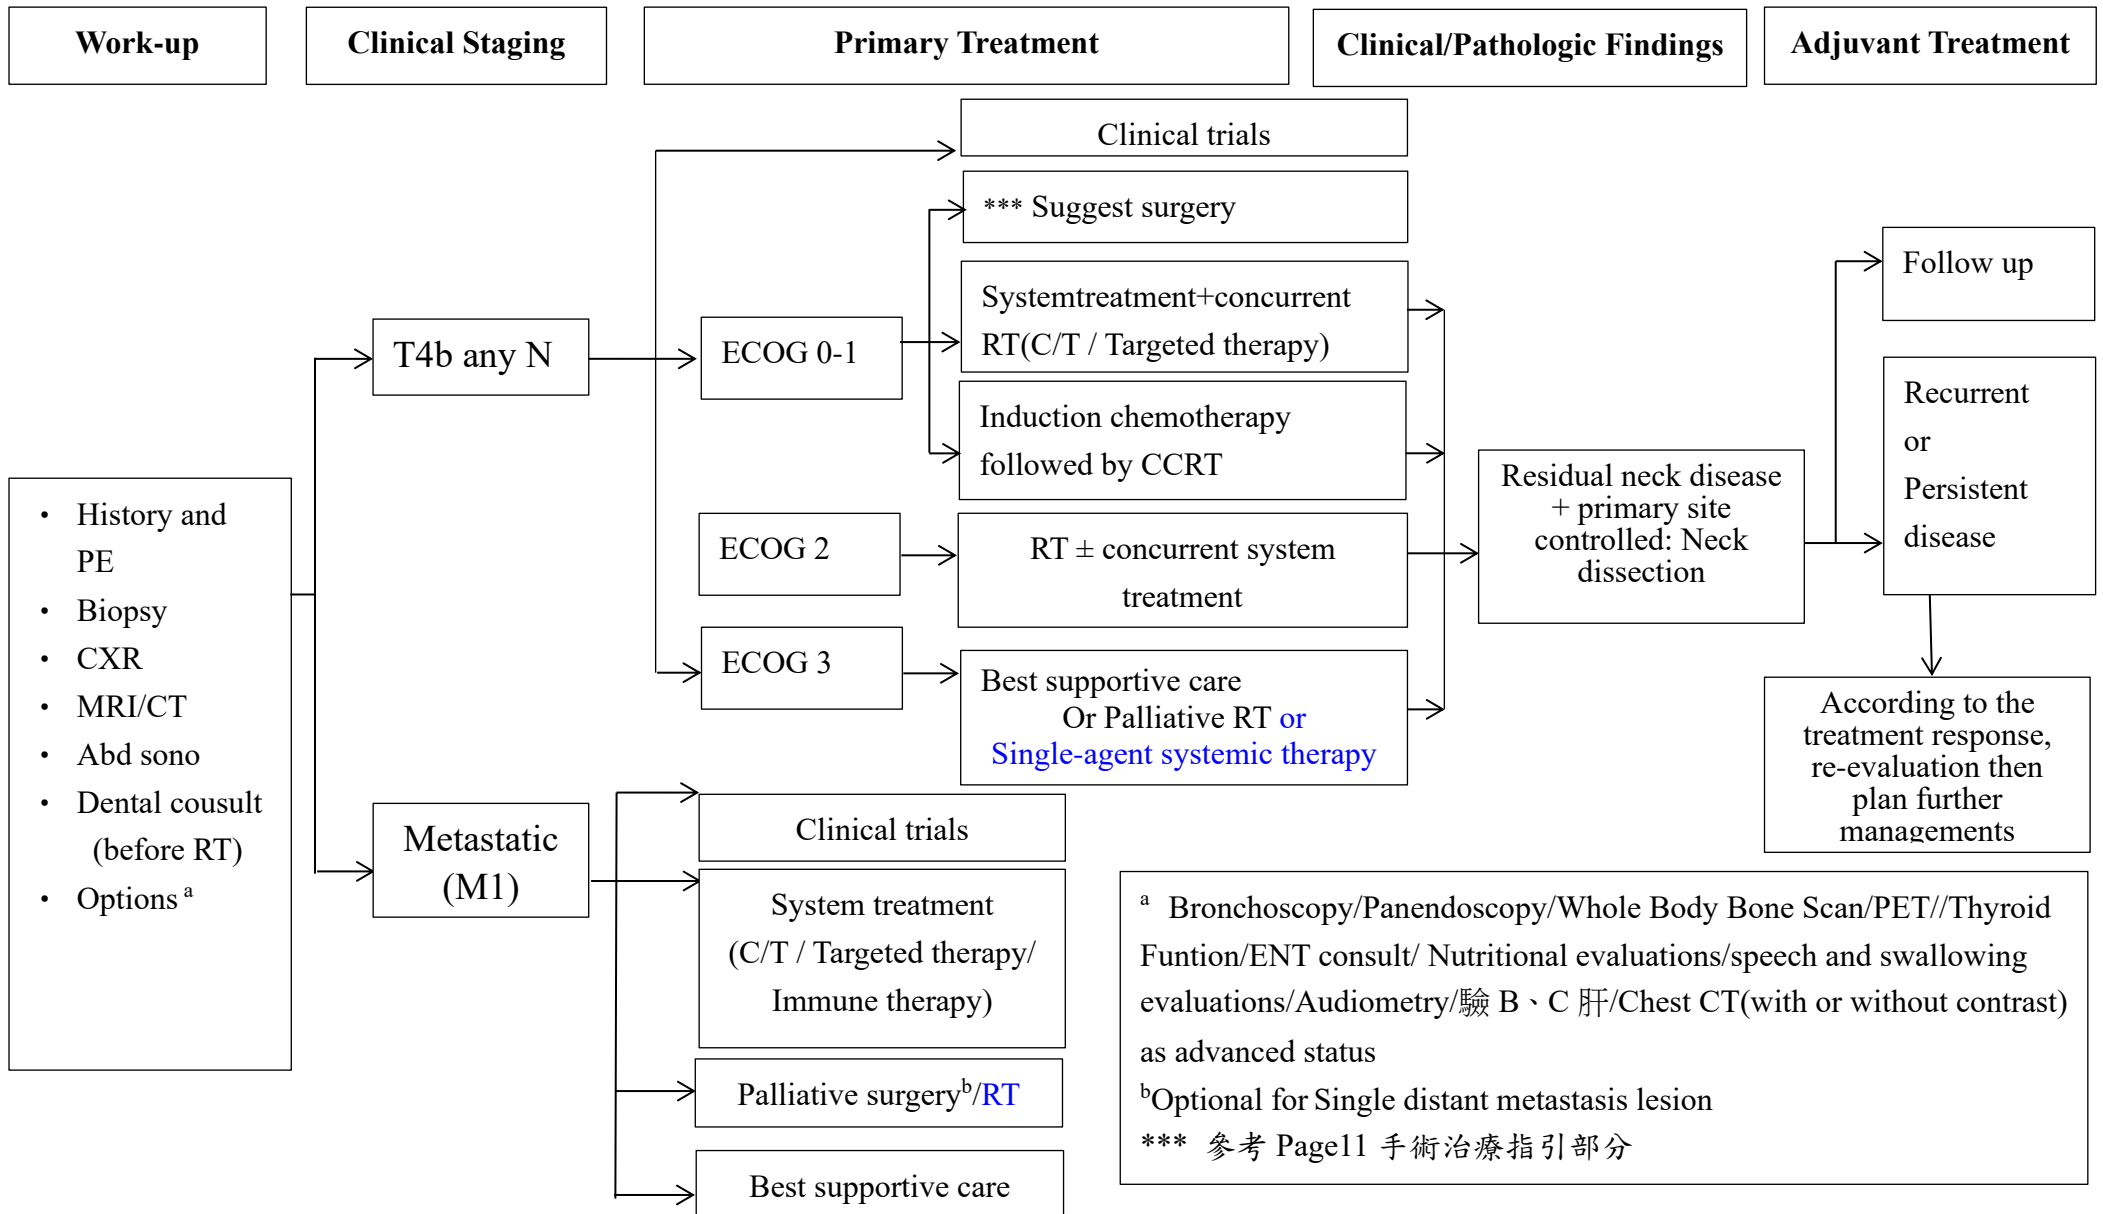 Work-up
Clinical Staging
Primary Treatment
Clinical/Pathologic Findings
Adjuvant Treatment
• History and
PE
• Biopsy
• CXR
• MRI/CT
• Abd sono
• Dental cousult
(before RT)
• Options a
T4b any N
Metastatic
(M1)
Clinical trials
ECOG 0-1
*** Suggest surgery
Systemtreatment+concurrent
RT(C/T / Targeted therapy)
Induction chemotherapy
followed by CCRT
ECOG 2
RT ± concurrent system
treatment
ECOG 3
Best supportive care
Or Palliative RT or
Single-agent systemic therapy
Clinical trials
System treatment
(C/T / Targeted therapy/
Immune therapy)
Palliative surgeryb/RT
Best supportive care
Residual neck disease
+ primary site
controlled: Neck
dissection
Follow up
Recurrent
or
Persistent
disease
According to the
treatment response,
re-evaluation then
plan further
managements
a Bronchoscopy/Panendoscopy/Whole Body Bone Scan/PET//Thyroid
Funtion/ENT consult/ Nutritional evaluations/speech and swallowing
evaluations/Audiometry/驗 B、C 肝/Chest CT(with or without contrast)
as advanced status
bOptional for Single distant metastasis lesion
*** 參考 Page11 手術治療指引部分